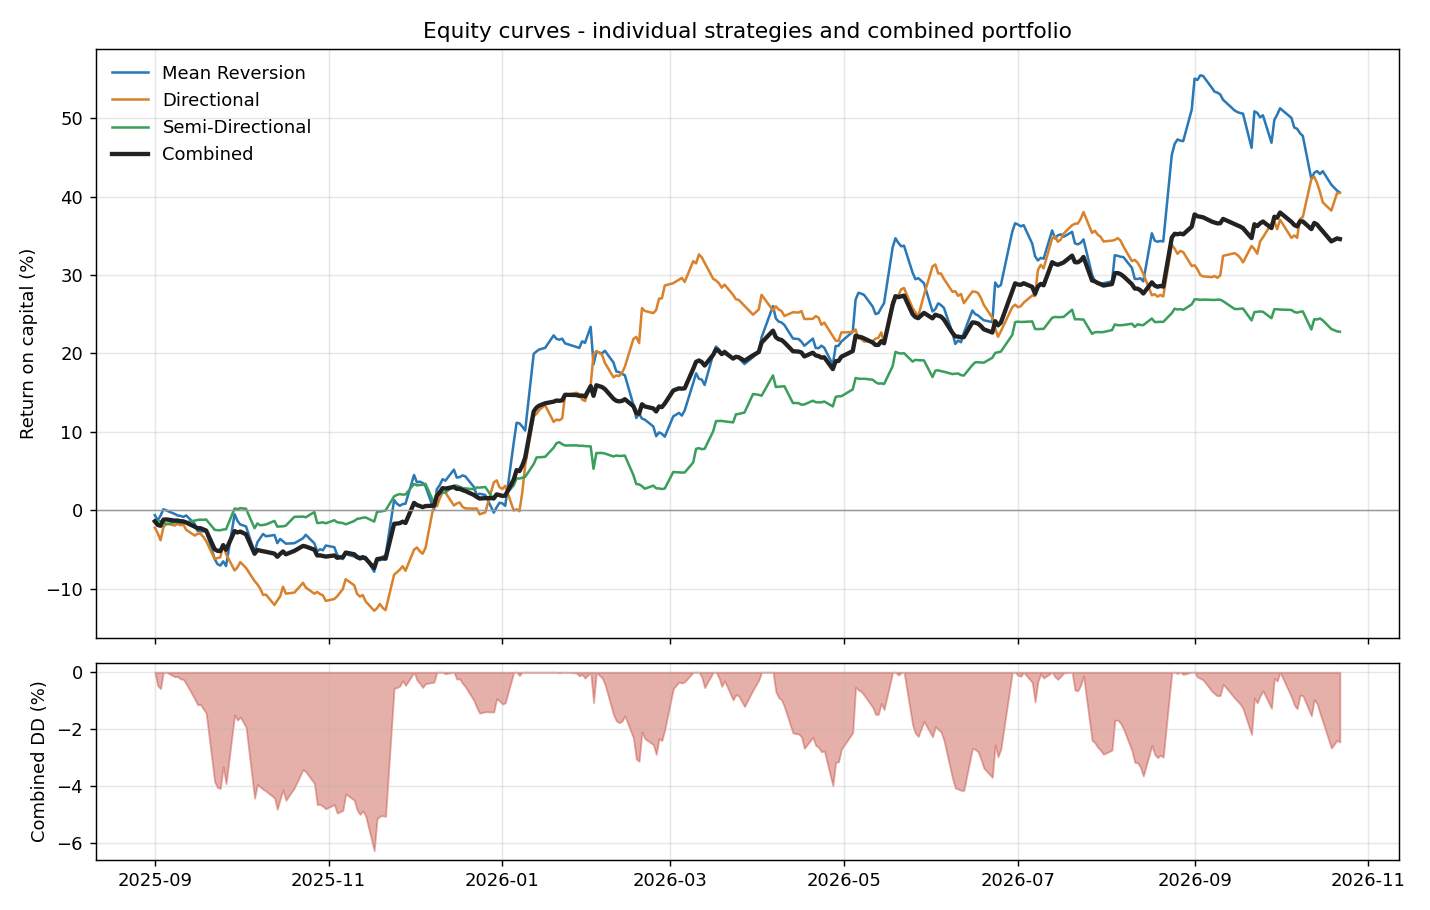 Equity curves - individual strategies and combined portfolio
Mean Reversion
Directional
Semi-Directional
Combined
Return on capital (%)
50
40
30
20
10
0
−10
Combined DD (%)
0
−2
−4
−6
2025-09
2025-11
2026-01
2026-03
2026-05
2026-07
2026-09
2026-11